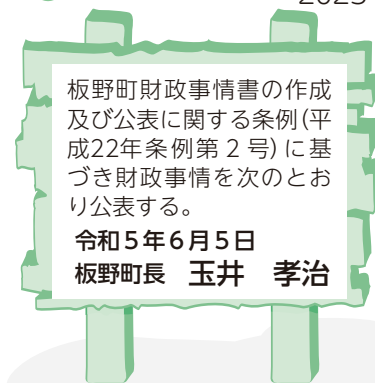 2023
板野町財政事情書の作成
及び公表に関する条例(平
成22年条例第２号)に基
づき財政事情を次のとお
り公表する。
令和５年６月５日
板野町長　玉井　孝治